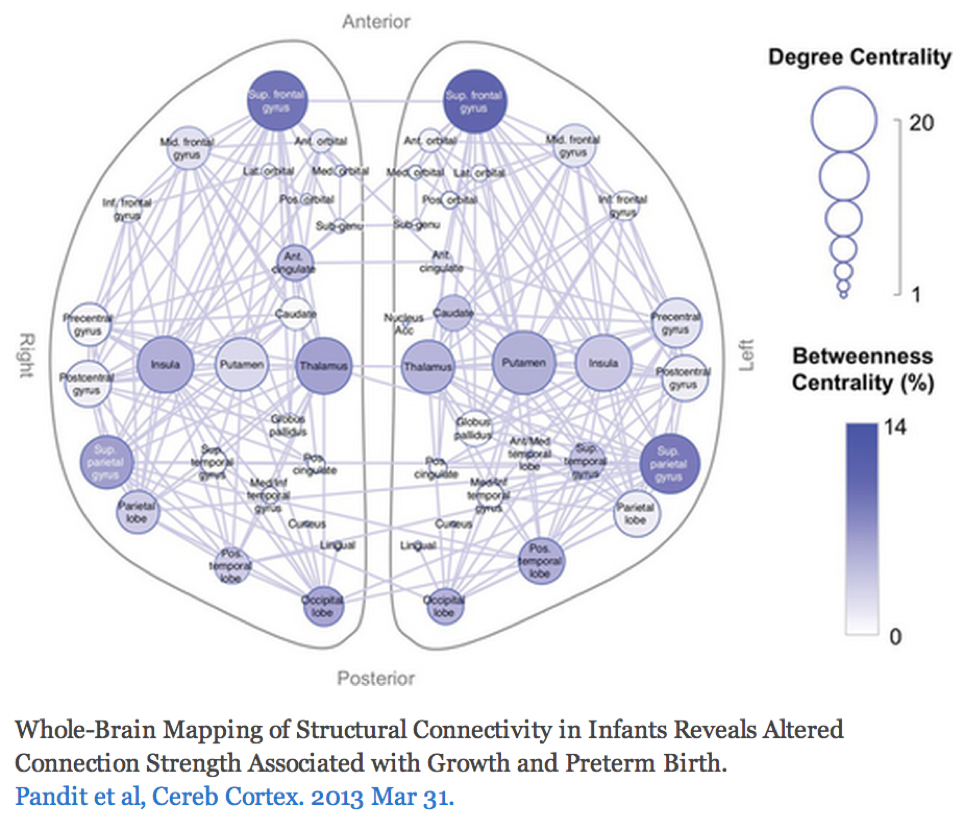 Anterior
Degree Centrality
20
1
Betweenness
Centrality (%)
14
0
Right
Left
Sup. frontal
gyrus
Mid. frontal
gyrus
Ant. orbital
Lat. orbital
Med. orbital
Pos. orbital
Inf. frontal
gyrus
Sub-genu
Ant.
cingulate
Caudate
Precentral
gyrus
Insula
Putamen
Thalamus
Postcentral
gyrus
Globus
pallidus
Sup.
parietal
gyrus
Sup.
temporal
gyrus
Pos.
cingulate
Med/Inf
temporal
gyrus
Parietal
lobe
Cuneus
Lingual
Pos.
temporal
lobe
Occipital
lobe
Sup. frontal
gyrus
Ant. orbital
Mid. frontal
gyrus
Med. orbital
Lat. orbital
Pos. orbital
Inf. frontal
gyrus
Sub-genu
Ant.
cingulate
Nucleus
Acc
Caudate
Precentral
gyrus
Thalamus
Putamen
Insula
Postcentral
gyrus
Globus
pallidus
Ant/Med
temporal
lobe
Sup.
temporal
gyrus
Sup.
parietal
gyrus
Pos.
cingulate
Med/Inf
temporal
gyrus
Parietal
lobe
Cuneus
Lingual
Pos.
temporal
lobe
Occipital
lobe
Posterior
Whole-Brain Mapping of Structural Connectivity in Infants Reveals Altered
Connection Strength Associated with Growth and Preterm Birth.
Pandit et al, Cereb Cortex. 2013 Mar 31.